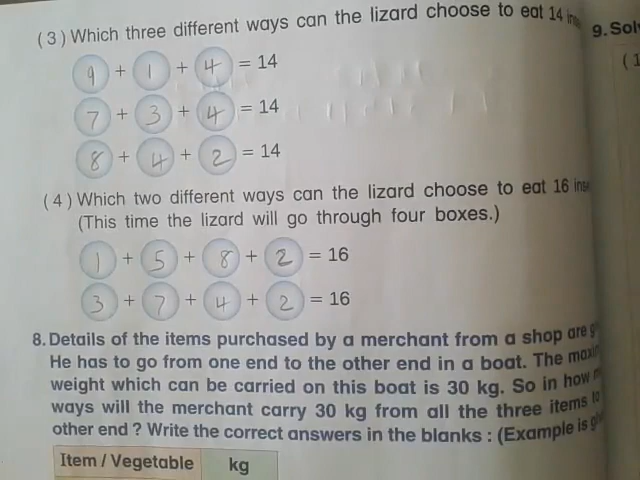 (3) Which three different ways can the lizard choose to eat 14
9 + 1 + 4 = 14
7 + 3 + 4 = 14
8 + 4 + 2 = 14
(4) Which two different ways can the lizard choose to eat 16
(This time the lizard will go through four boxes.)
1 + 5 + 8 + 2 = 16
3 + 7 + 4 + 2 = 16
8. Details of the items purchased by a merchant from a shop are
He has to go from one end to the other end in a boat. The
weight which can be carried on this boat is 30 kg. So in how
ways will the merchant carry 30 kg from all the three items to
other end ? Write the correct answers in the blanks : (Example is
Item / Vegetable kg
9.
(1